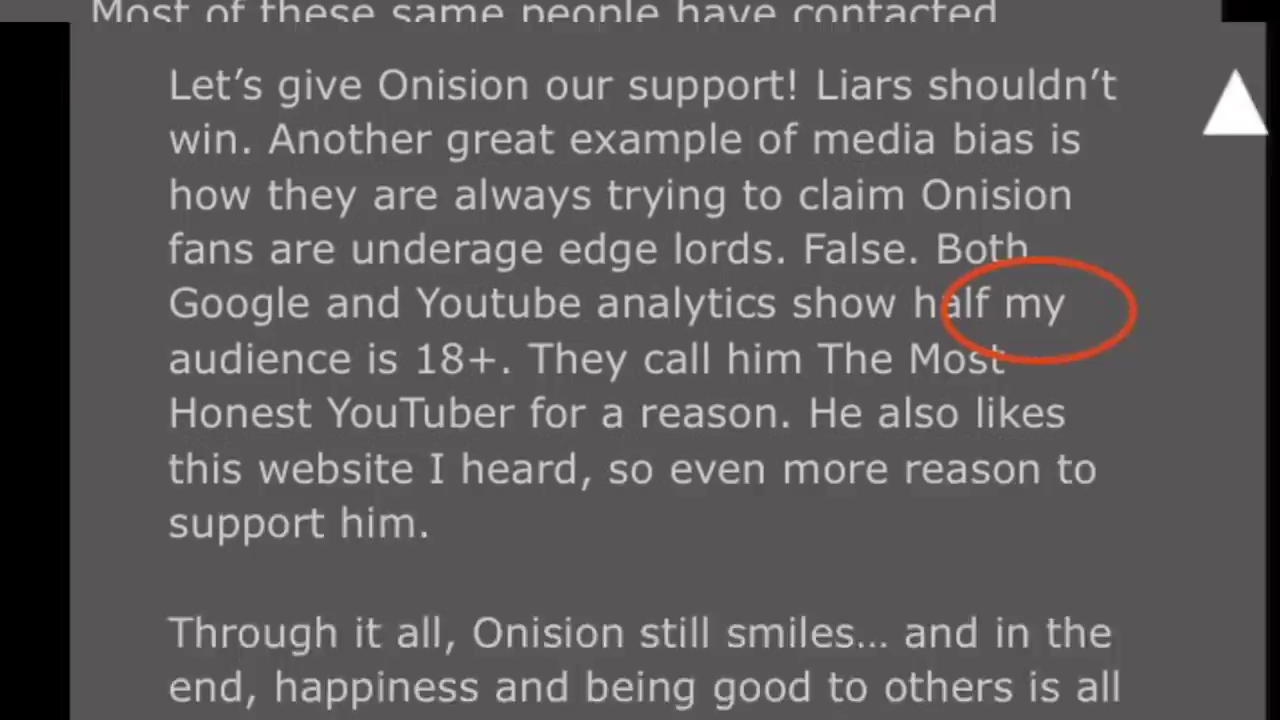 Most of these same people have contacted
Let’s give Onision our support! Liars shouldn’t
win. Another great example of media bias is
how they are always trying to claim Onision
fans are underage edge lords. False. Both
Google and Youtube analytics show half my
audience is 18+. They call him The Most
Honest YouTuber for a reason. He also likes
this website I heard, so even more reason to
support him.
Through it all, Onision still smiles… and in the
end, happiness and being good to others is all